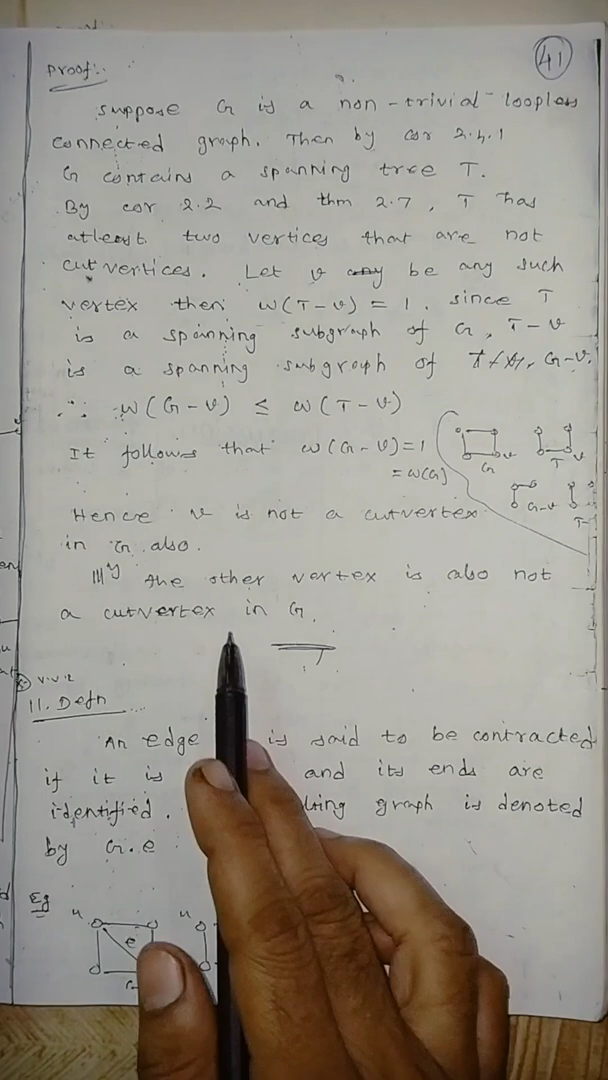 41
Proof:-
Suppose G is a non-trivial loopless
connected graph. Then by cor 2.4.1
G contains a spanning tree T.
By cor 2.2 and thm 2.7, T has
atleast two vertices that are not
cut vertices. Let v be any such
vertex then w(T-v) = 1. Since T
is a spanning subgraph of G, T-v
is a spanning subgraph of G-v.
∴ w(G-v) ≤ w(T-v)
It follows that w(G-v)=1
=w(G)
G v T v
G-v T-
Hence v is not a cutvertex
in G also.
IIIly the other vertex is also not
a cutvertex in G.
11. Defn
An edge is said to be contracted
if it is and its ends are
identified. graph is denoted
by G.e
Eg
u e u